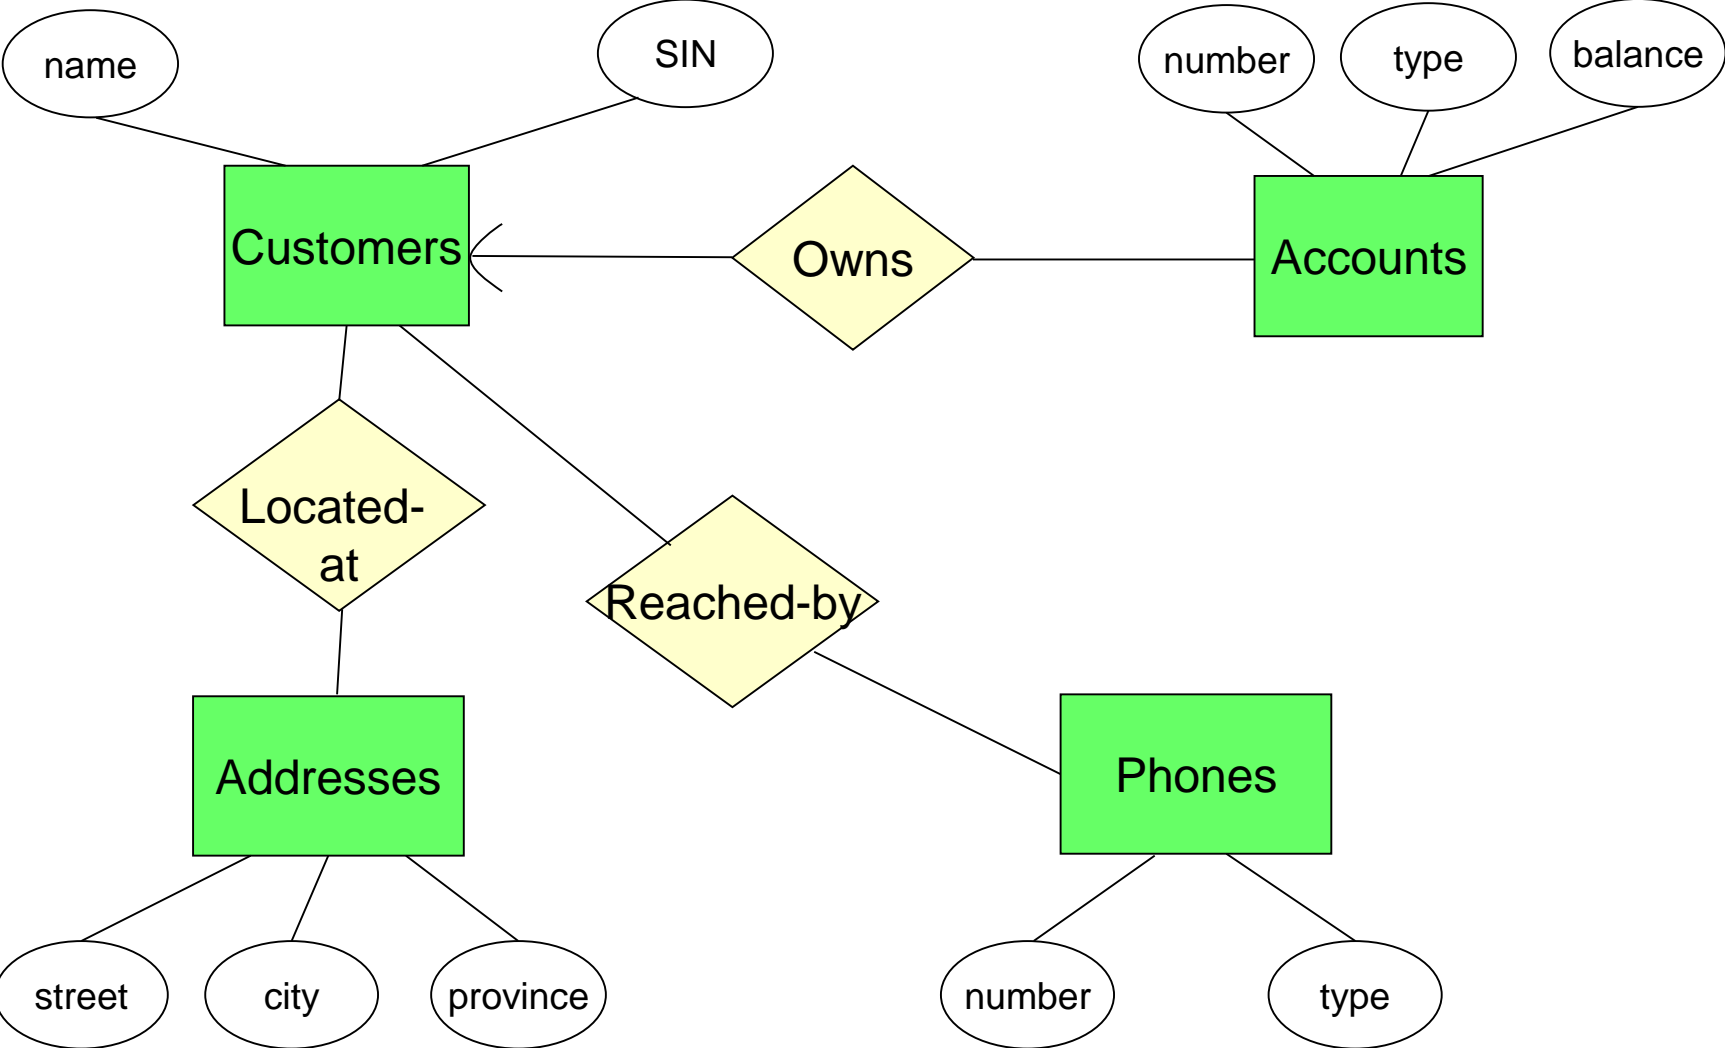 name
SIN
number
type
balance
Customers
Owns
Accounts
Located-
at
Reached-by
Addresses
Phones
street
city
province
number
type